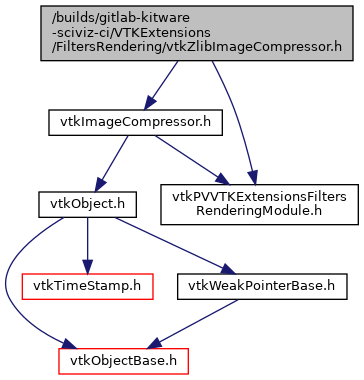 /builds/gitlab-kitware
-sciviz-ci/VTKExtensions
/FiltersRendering/vtkZlibImageCompressor.h
vtkImageCompressor.h
vtkObject.h
vtkPVVTKExtensionsFilters
RenderingModule.h
vtkTimeStamp.h
vtkWeakPointerBase.h
vtkObjectBase.h